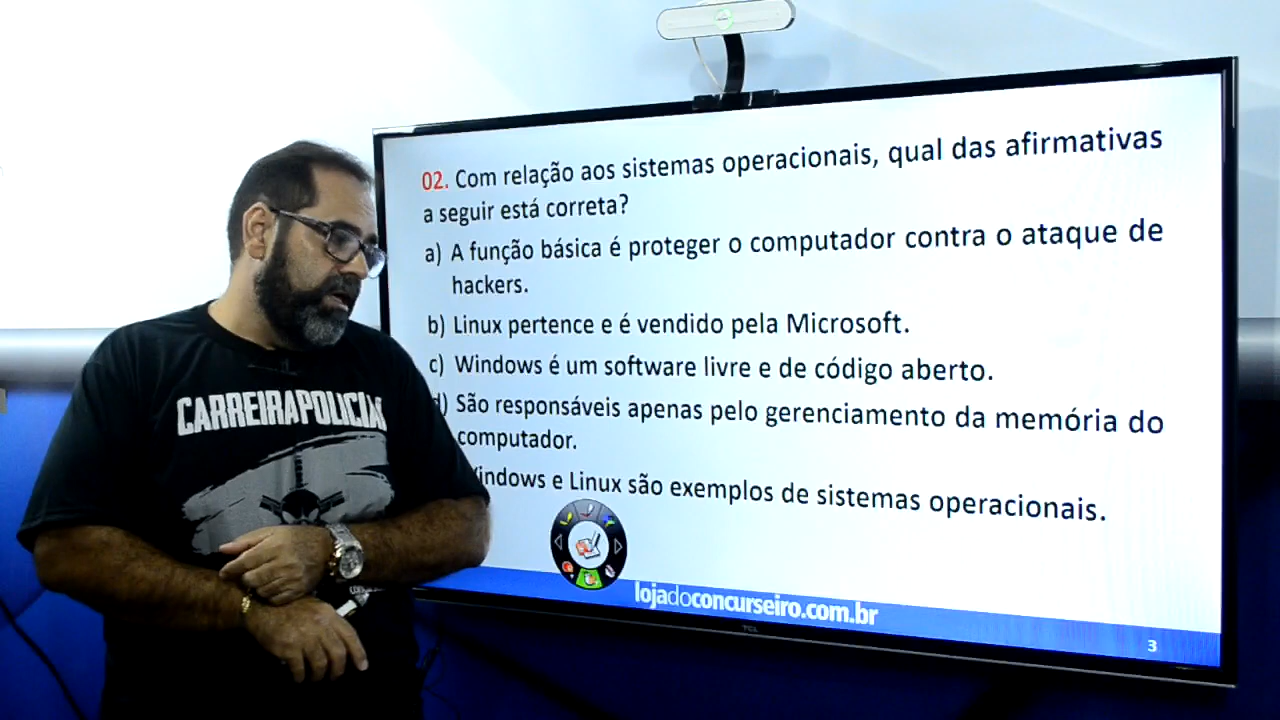 02. Com relação aos sistemas operacionais, qual das afirmativas
a seguir está correta?
a) A função básica é proteger o computador contra o ataque de
hackers.
b) Linux pertence e é vendido pela Microsoft.
c) Windows é um software livre e de código aberto.
d) São responsáveis apenas pelo gerenciamento da memória do
computador.
Windows e Linux são exemplos de sistemas operacionais.
CARREIRAPOLICIAL
lojadoconcurseiro.com.br
TCL
3